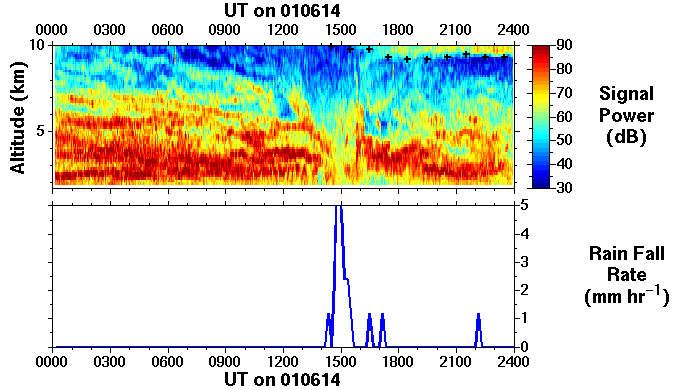 UT on 010614
0000 0300 0600 0900 1200 1500 1800 2100 2400
10
5
Altitude (km)
90
80
70
60
50
40
30
Signal
Power
(dB)
5
4
3
2
1
0
Rain Fall
Rate
(mm hr⁻¹)
0000 0300 0600 0900 1200 1500 1800 2100 2400
UT on 010614